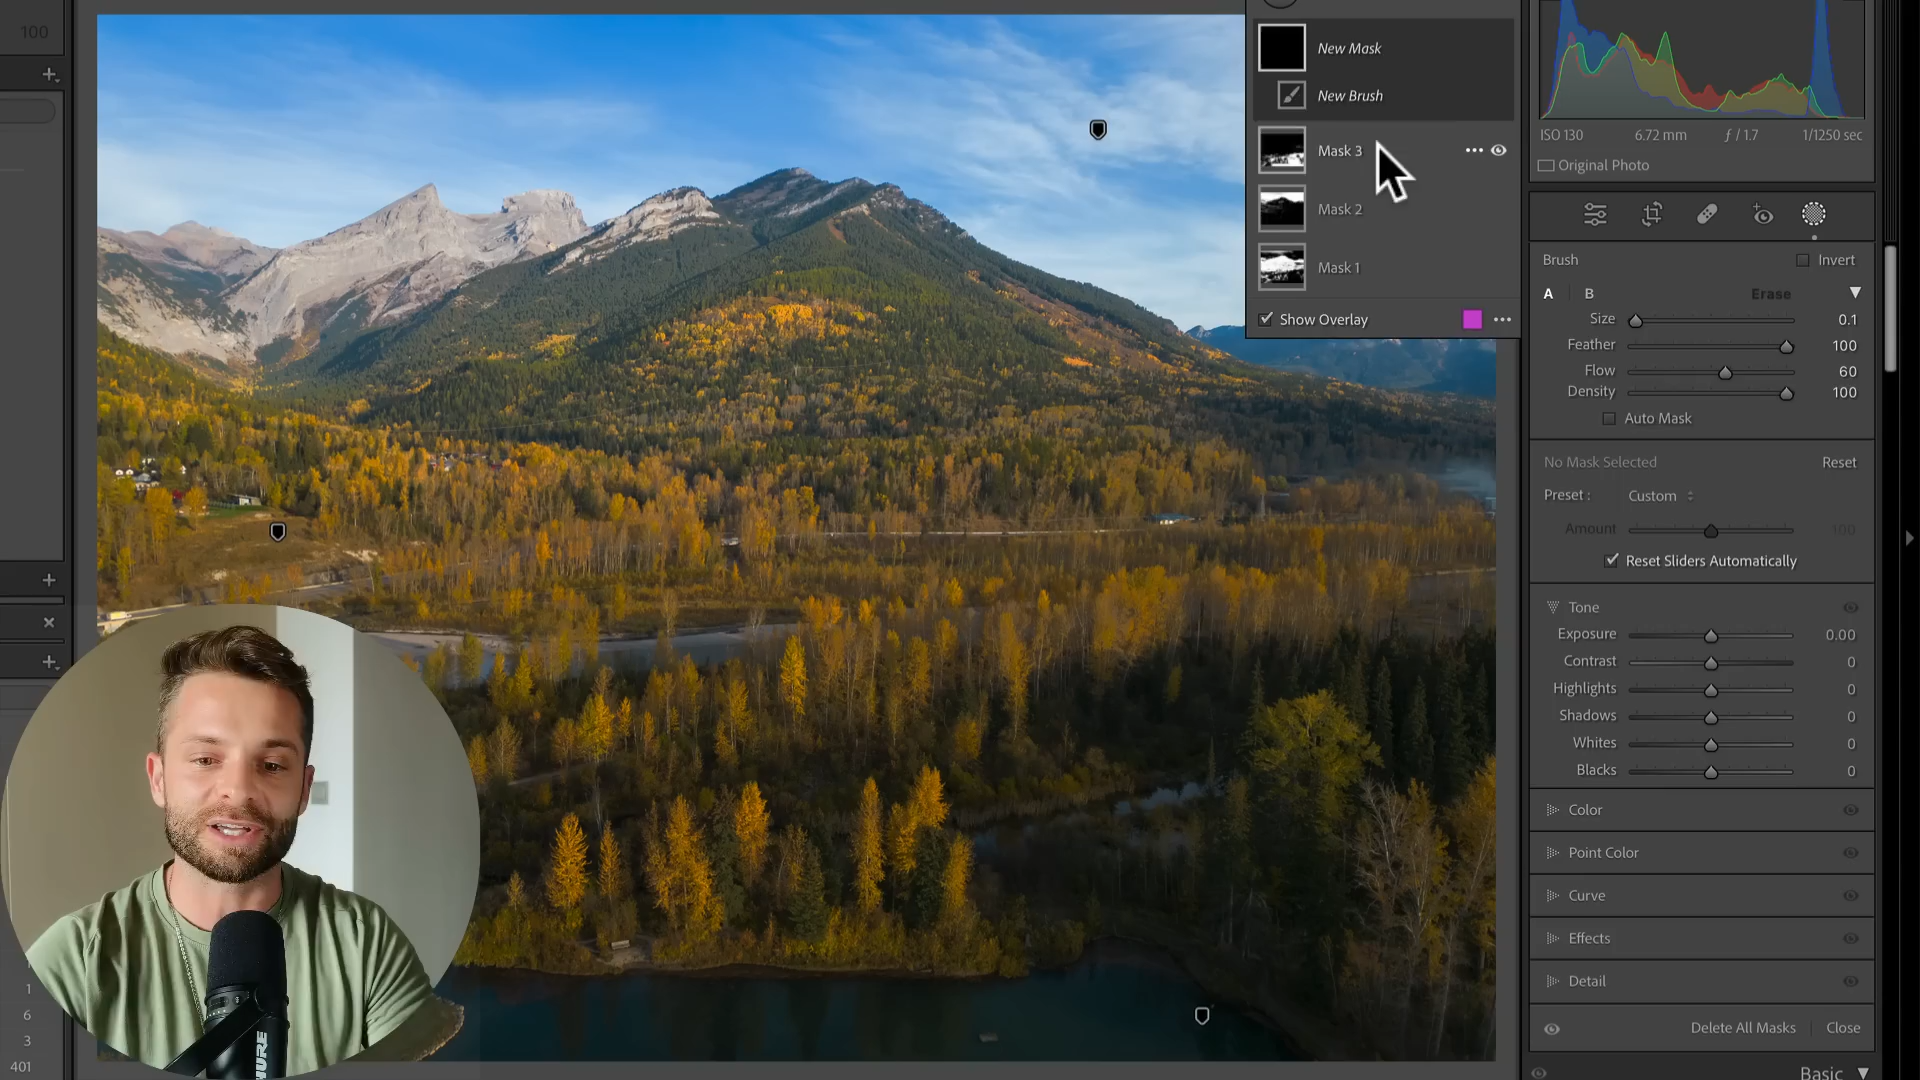 100
New Mask
New Brush
Mask 3
Mask 2
Mask 1
Show Overlay
ISO 130 6.72 mm ƒ / 1.7 1/1250 sec
Original Photo
Brush Invert
A B Erase
Size 0.1
Feather 100
Flow 60
Density 100
Auto Mask
No Mask Selected Reset
Preset : Custom
Amount 100
Reset Sliders Automatically
Tone
Exposure 0.00
Contrast 0
Highlights 0
Shadows 0
Whites 0
Blacks 0
Color
Point Color
Curve
Effects
Detail
Delete All Masks Close
Basic
1
6
3
401
HURE